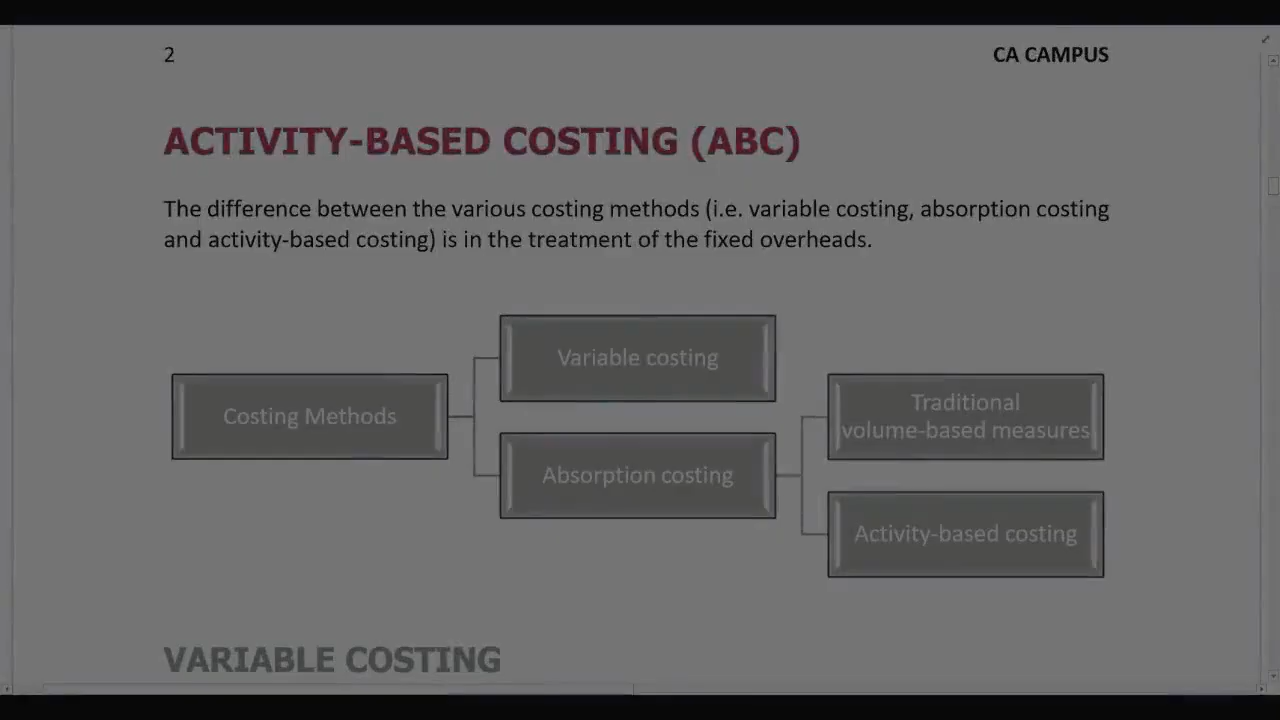 2
CA CAMPUS
ACTIVITY-BASED COSTING (ABC)
The difference between the various costing methods (i.e. variable costing, absorption costing
and activity-based costing) is in the treatment of the fixed overheads.
Variable costing
Costing Methods
Traditional
volume-based measures
Absorption costing
Activity-based costing
VARIABLE COSTING